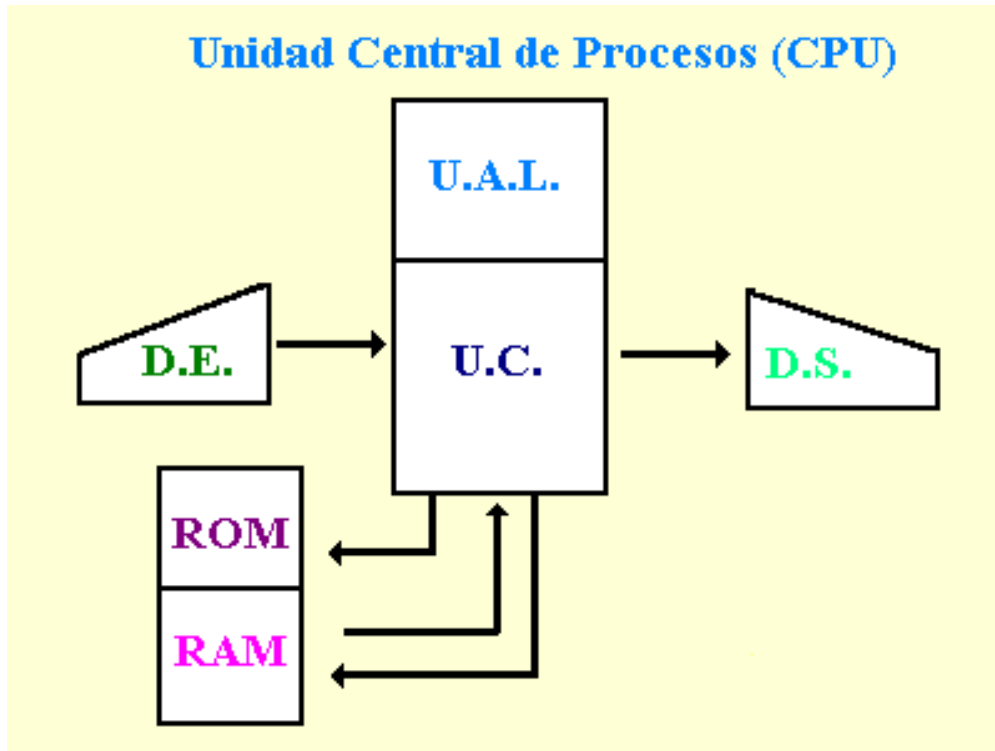 Unidad Central de Procesos (CPU)
U.A.L.
D.E.
U.C.
D.S.
ROM
RAM